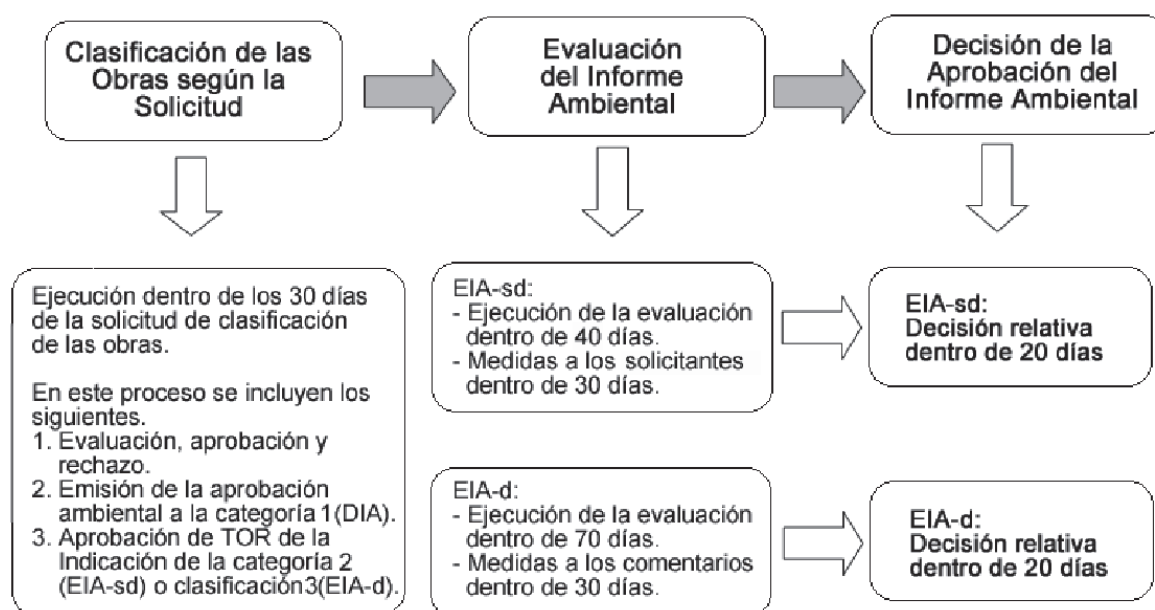 Clasificación de las
Obras según la
Solicitud
Evaluación
del Informe
Ambiental
Decisión de la
Aprobación del
Informe Ambiental
Ejecución dentro de los 30 días
de la solicitud de clasificación
de las obras.
En este proceso se incluyen los
siguientes.
1. Evaluación, aprobación y
rechazo.
2. Emisión de la aprobación
ambiental a la categoría 1(DIA).
3. Aprobación de TOR de la
Indicación de la categoría 2
(EIA-sd) o clasificación3(EIA-d).
EIA-sd:
- Ejecución de la evaluación
dentro de 40 días.
- Medidas a los solicitantes
dentro de 30 días.
EIA-sd:
Decisión relativa
dentro de 20 días
EIA-d:
- Ejecución de la evaluación
dentro de 70 días.
- Medidas a los comentarios
dentro de 30 días.
EIA-d:
Decisión relativa
dentro de 20 días